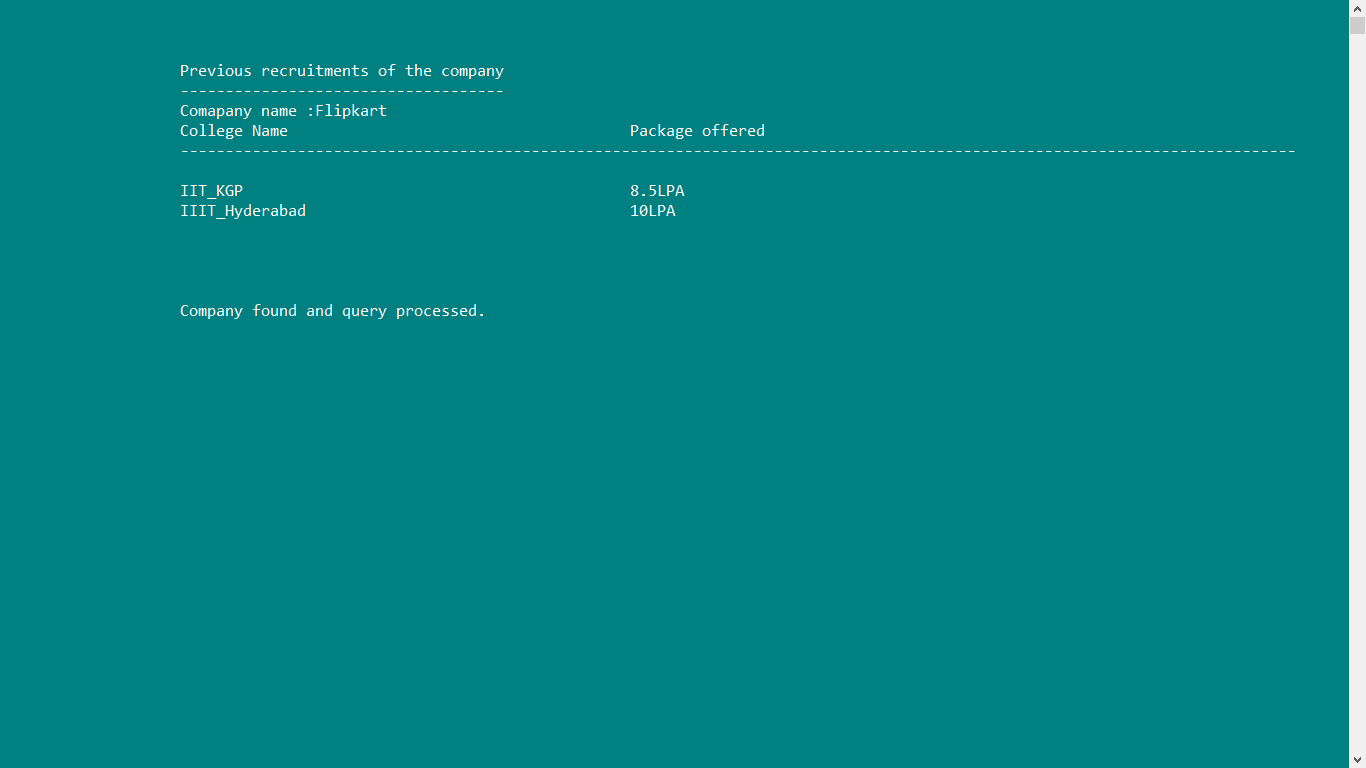 Previous recruitments of the company
------------------------------------
Comapany name :Flipkart
College Name                                      Package offered
----------------------------------------------------------------------------------------------------------------------------
IIT_KGP                                           8.5LPA
IIIT_Hyderabad                                    10LPA
Company found and query processed.